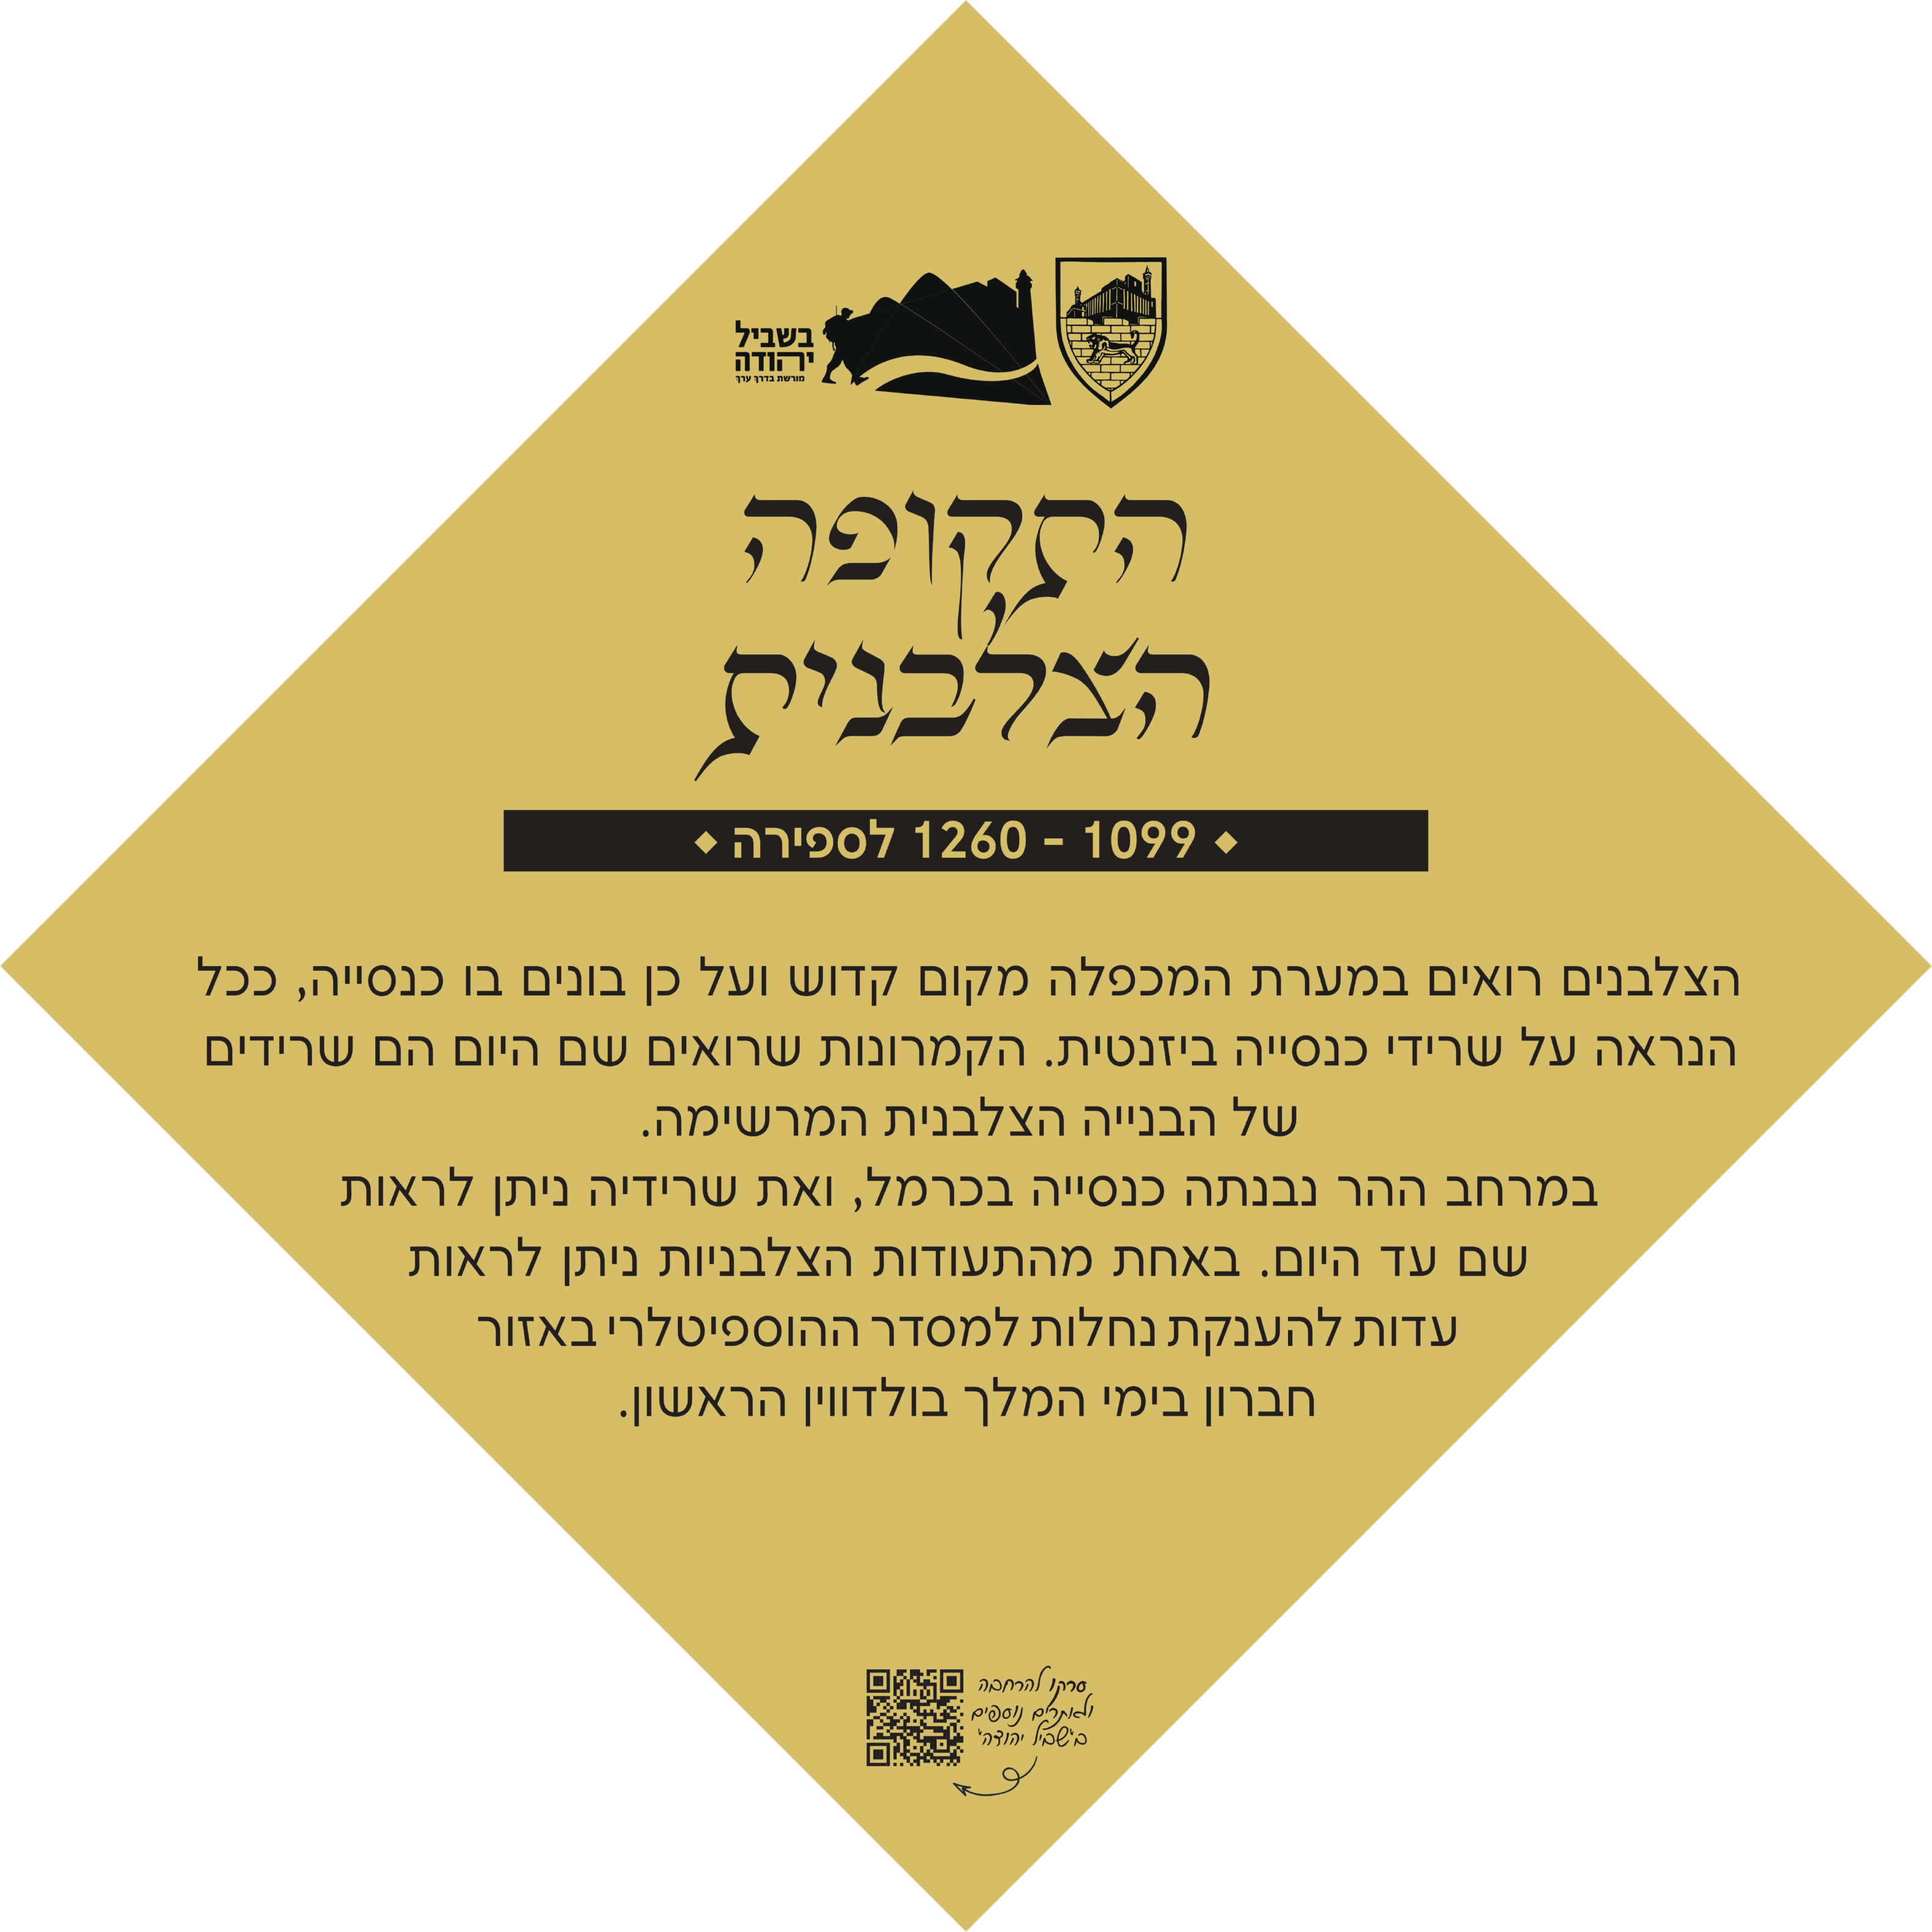 בשביל
יהודה
מורשת בדרך ערך
התקופה
הצלבנית
1099 - 1260 לספירה
הצלבנים רואים במערת המכפלה מקום קדוש ועל כן בונים בו כנסייה, ככל
הנראה על שרידי כנסייה ביזנטית. הקמרונות שרואים שם היום הם שרידים
של הבנייה הצלבנית המרשימה.
במרחב ההר נבנתה כנסייה בכרמל, ואת שרידיה ניתן לראות
שם עד היום. באחת מהתעודות הצלבניות ניתן לראות
עדות להענקת נחלות למסדר ההוספיטלרי באזור
חברון בימי המלך בולדווין הראשון.
סרקו להרחבה
ולאתרים נוספים
ב"שביל יהודה"